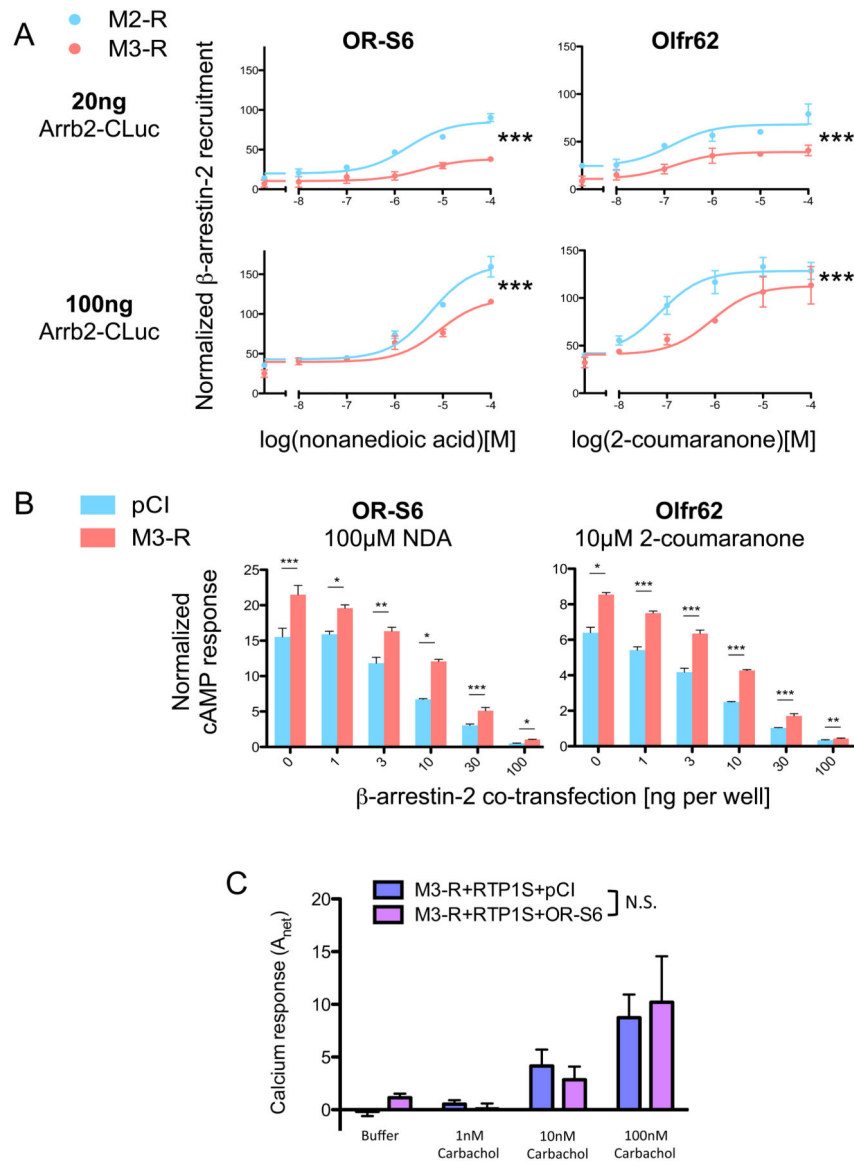 A
M2-R
M3-R
OR-S6
Olfr62
20ng
Arrb2-CLuc
100ng
Arrb2-CLuc
Normalized β-arrestin-2 recruitment
150
100
50
0
-8 -7 -6 -5 -4
***
150
100
50
0
-8 -7 -6 -5 -4
***
150
100
50
0
-8 -7 -6 -5 -4
***
150
100
50
0
-8 -7 -6 -5 -4
***
log(nonanedioic acid)[M]
log(2-coumaranone)[M]
B
pCI
M3-R
OR-S6
100μM NDA
Olfr62
10μM 2-coumaranone
Normalized
cAMP response
25
20
15
10
5
0
*** * ** * *** *
0 1 3 10 30 100
10
8
6
4
2
0
* *** *** *** *** **
0 1 3 10 30 100
β-arrestin-2 co-transfection [ng per well]
C
M3-R+RTP1S+pCI
M3-R+RTP1S+OR-S6
N.S.
Calcium response (Anet)
20
15
10
5
0
Buffer
1nM
Carbachol
10nM
Carbachol
100nM
Carbachol